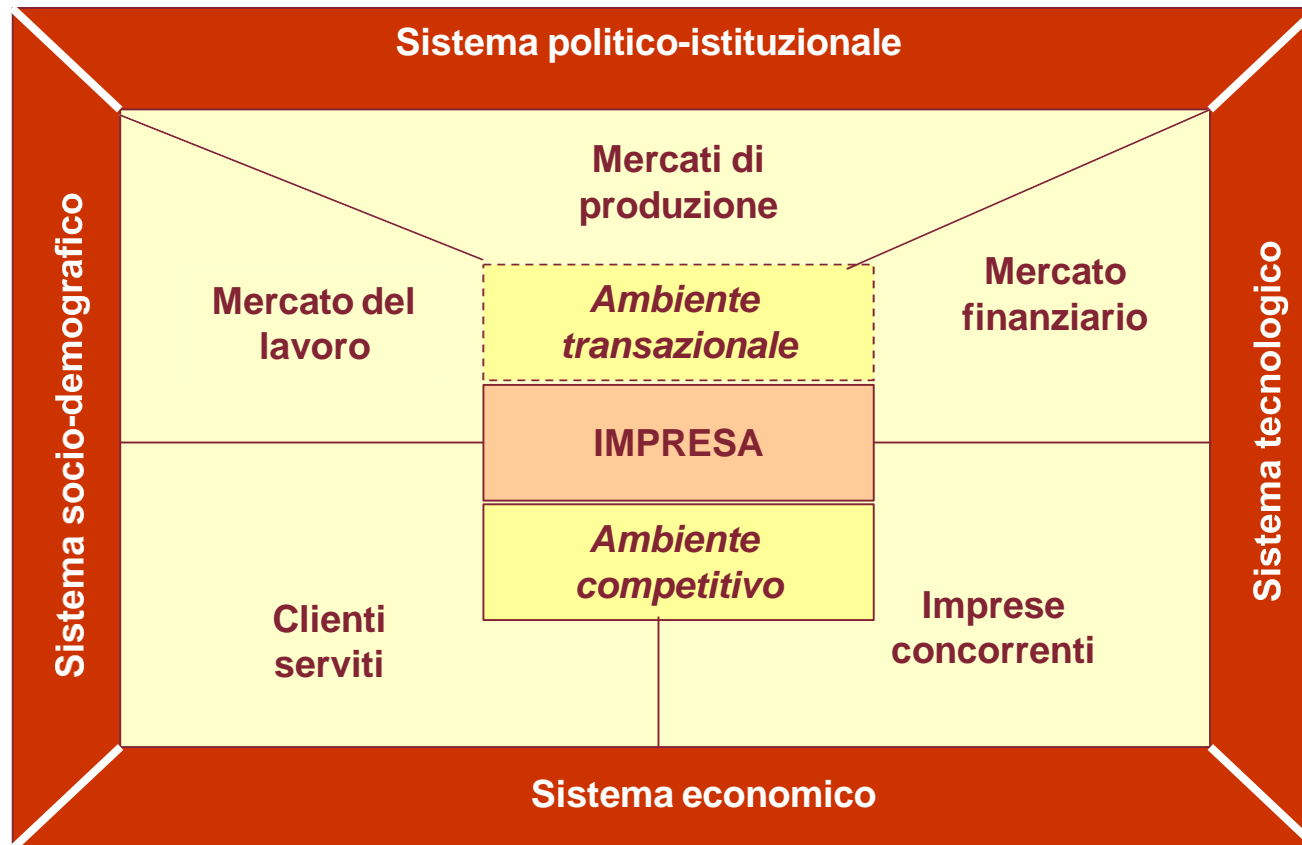 Sistema politico-istituzionale
Sistema socio-demografico
Mercati di
produzione
Mercato del
lavoro
Ambiente
transazionale
Mercato
finanziario
Sistema tecnologico
IMPRESA
Ambiente
competitivo
Clienti
serviti
Imprese
concorrenti
Sistema economico